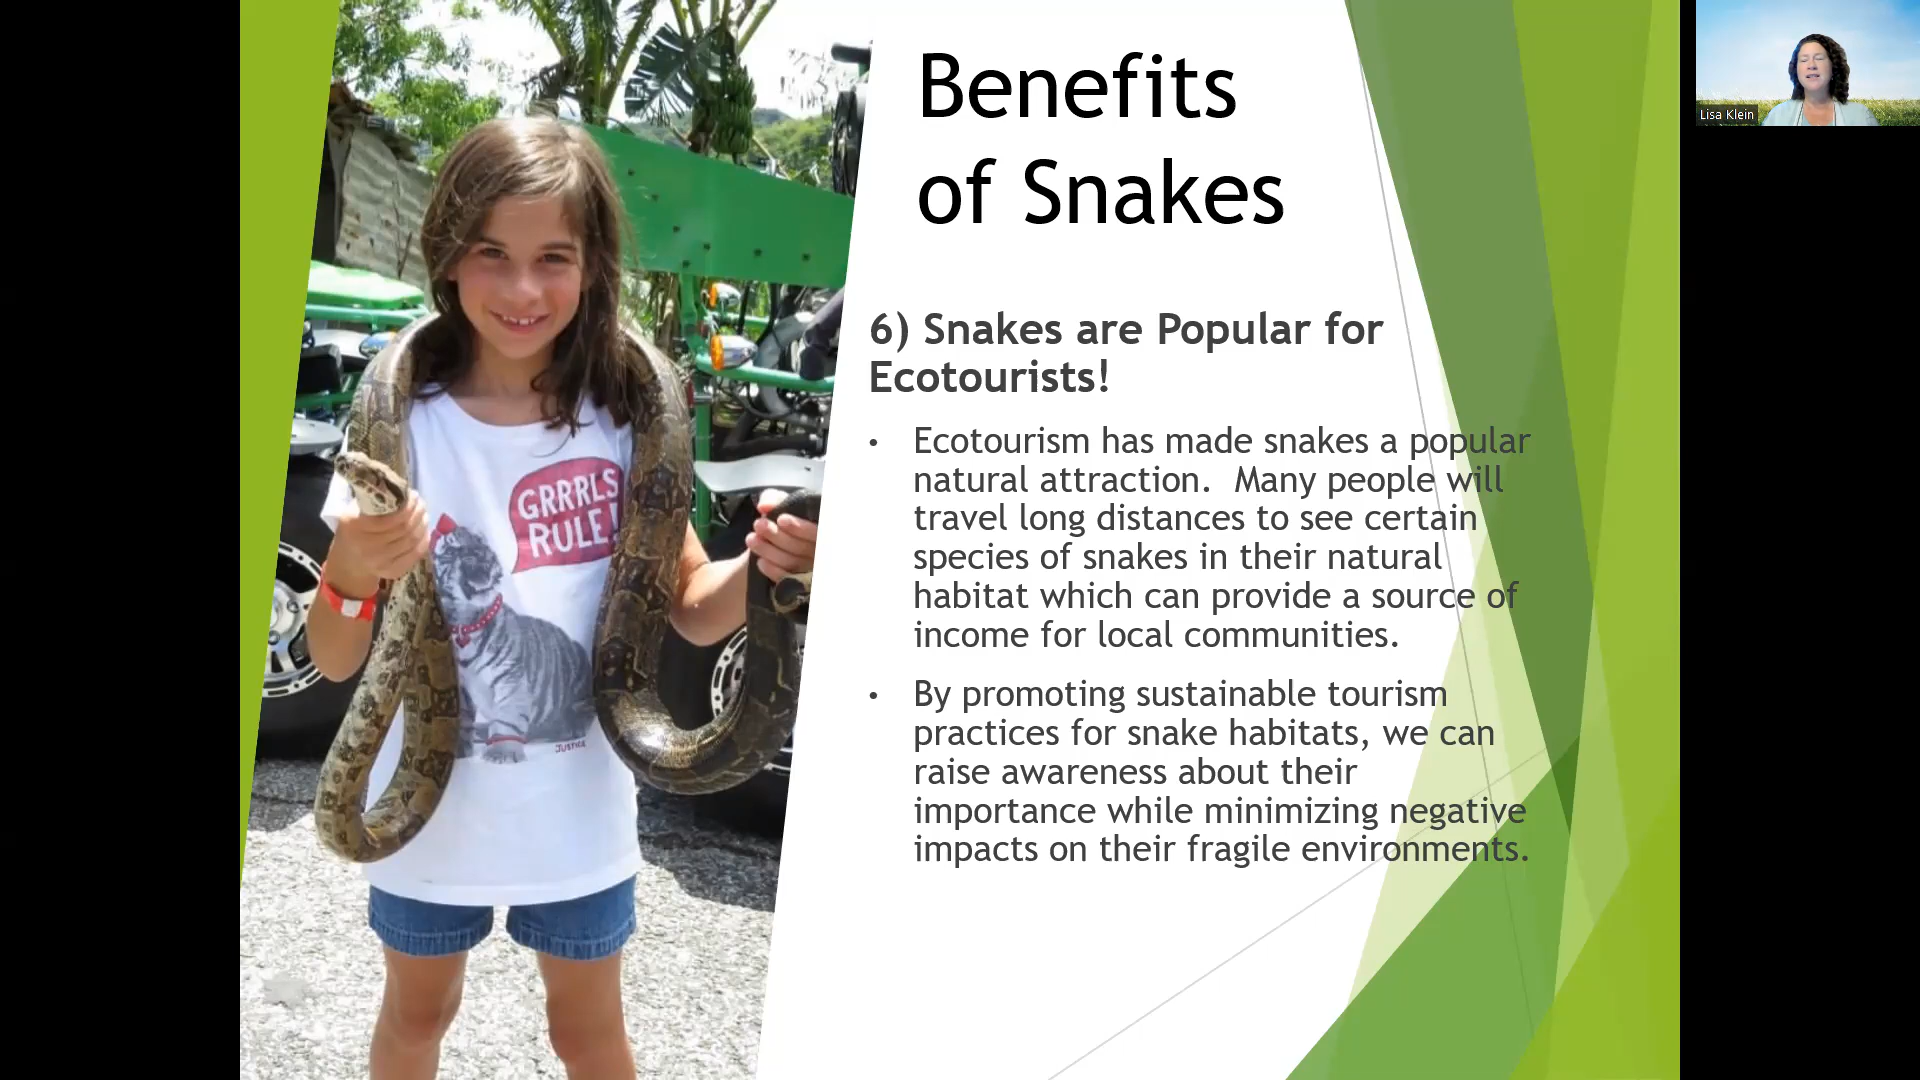 Benefits
of Snakes
6) Snakes are Popular for
Ecotourists!
• Ecotourism has made snakes a popular
natural attraction.  Many people will
travel long distances to see certain
species of snakes in their natural
habitat which can provide a source of
income for local communities.
• By promoting sustainable tourism
practices for snake habitats, we can
raise awareness about their
importance while minimizing negative
impacts on their fragile environments.
GRRRLS
RULE!
JUSTICE
Lisa Klein